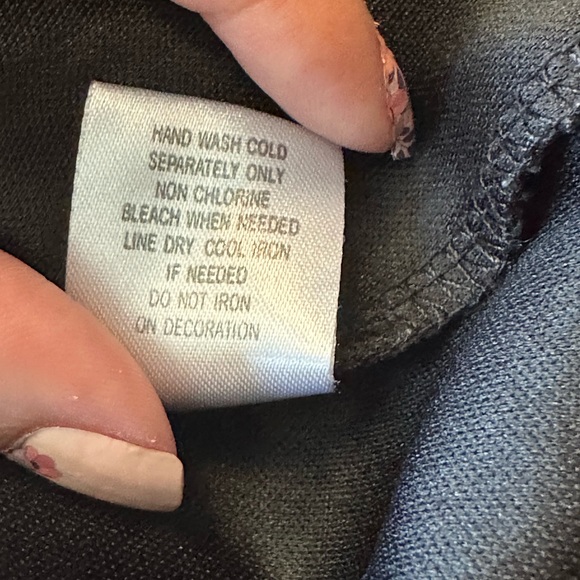 HAND WASH COLD
SEPARATELY ONLY
NON CHLORINE
BLEACH WHEN NEEDED
LINE DRY COOL IRON
IF NEEDED
DO NOT IRON
ON DECORATION